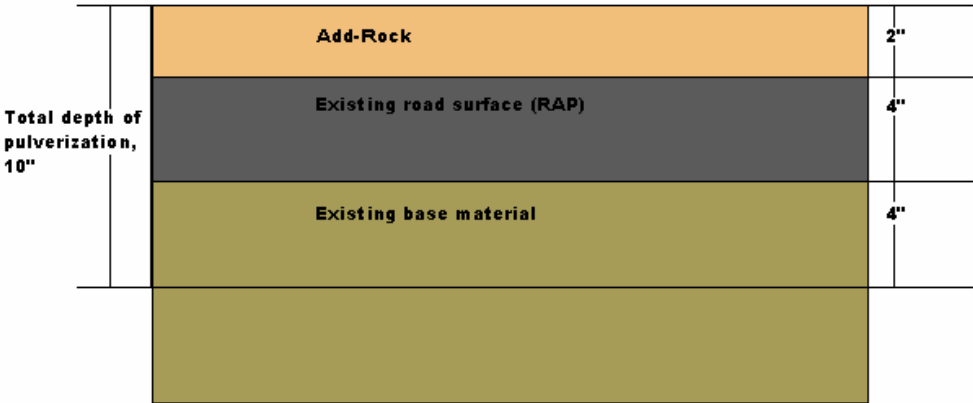 Add-Rock
2"
Existing road surface (RAP)
4"
Total depth of
pulverization,
10"
Existing base material
4"